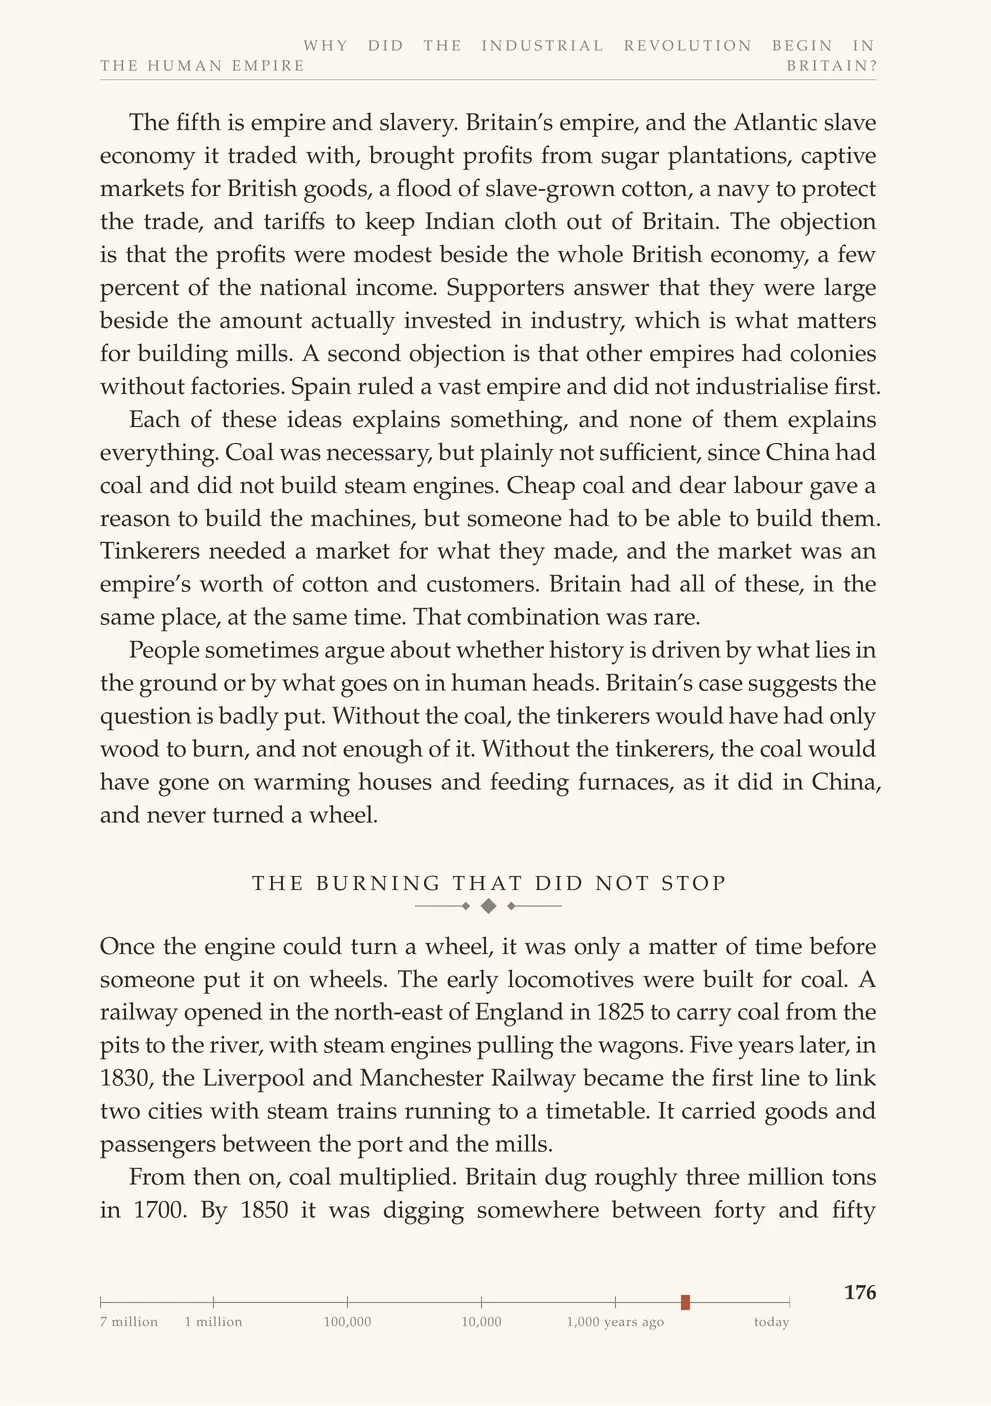 WHY DID THE INDUSTRIAL REVOLUTION BEGIN IN
THE HUMAN EMPIRE BRITAIN?
The fifth is empire and slavery. Britain’s empire, and the Atlantic slave
economy it traded with, brought profits from sugar plantations, captive
markets for British goods, a flood of slave-grown cotton, a navy to protect
the trade, and tariffs to keep Indian cloth out of Britain. The objection
is that the profits were modest beside the whole British economy, a few
percent of the national income. Supporters answer that they were large
beside the amount actually invested in industry, which is what matters
for building mills. A second objection is that other empires had colonies
without factories. Spain ruled a vast empire and did not industrialise first.
Each of these ideas explains something, and none of them explains
everything. Coal was necessary, but plainly not sufficient, since China had
coal and did not build steam engines. Cheap coal and dear labour gave a
reason to build the machines, but someone had to be able to build them.
Tinkerers needed a market for what they made, and the market was an
empire’s worth of cotton and customers. Britain had all of these, in the
same place, at the same time. That combination was rare.
People sometimes argue about whether history is driven by what lies in
the ground or by what goes on in human heads. Britain’s case suggests the
question is badly put. Without the coal, the tinkerers would have had only
wood to burn, and not enough of it. Without the tinkerers, the coal would
have gone on warming houses and feeding furnaces, as it did in China,
and never turned a wheel.
THE BURNING THAT DID NOT STOP
Once the engine could turn a wheel, it was only a matter of time before
someone put it on wheels. The early locomotives were built for coal. A
railway opened in the north-east of England in 1825 to carry coal from the
pits to the river, with steam engines pulling the wagons. Five years later, in
1830, the Liverpool and Manchester Railway became the first line to link
two cities with steam trains running to a timetable. It carried goods and
passengers between the port and the mills.
From then on, coal multiplied. Britain dug roughly three million tons
in 1700. By 1850 it was digging somewhere between forty and fifty
176
7 million 1 million 100,000 10,000 1,000 years ago today